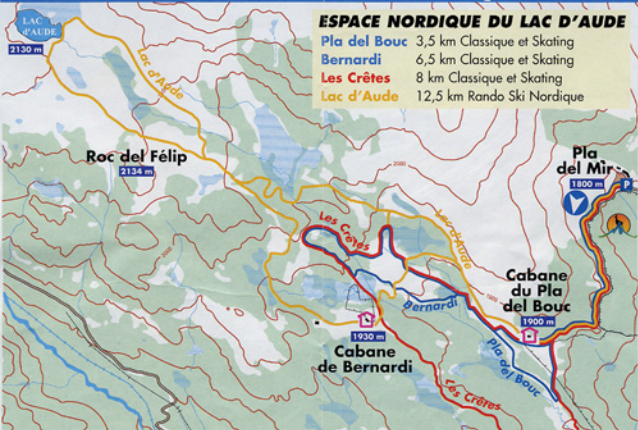 LAC
d'AUDE
2130 m
ESPACE NORDIQUE DU LAC D'AUDE
Pla del Bouc 3,5 km Classique et Skating
Bernardi 6,5 km Classique et Skating
Les Crêtes 8 km Classique et Skating
Lac d'Aude 12,5 km Rando Ski Nordique
Lac d'Aude
Roc del Félip
2134 m
2000
Pla
del Mir
1800 m
P
Les Crêtes
Lac d'Aude
2000
Cabane
du Pla
del Bouc
1900 m
1900
Bernardi
1930 m
Cabane
de Bernardi
Pla del Bouc
Les Crêtes